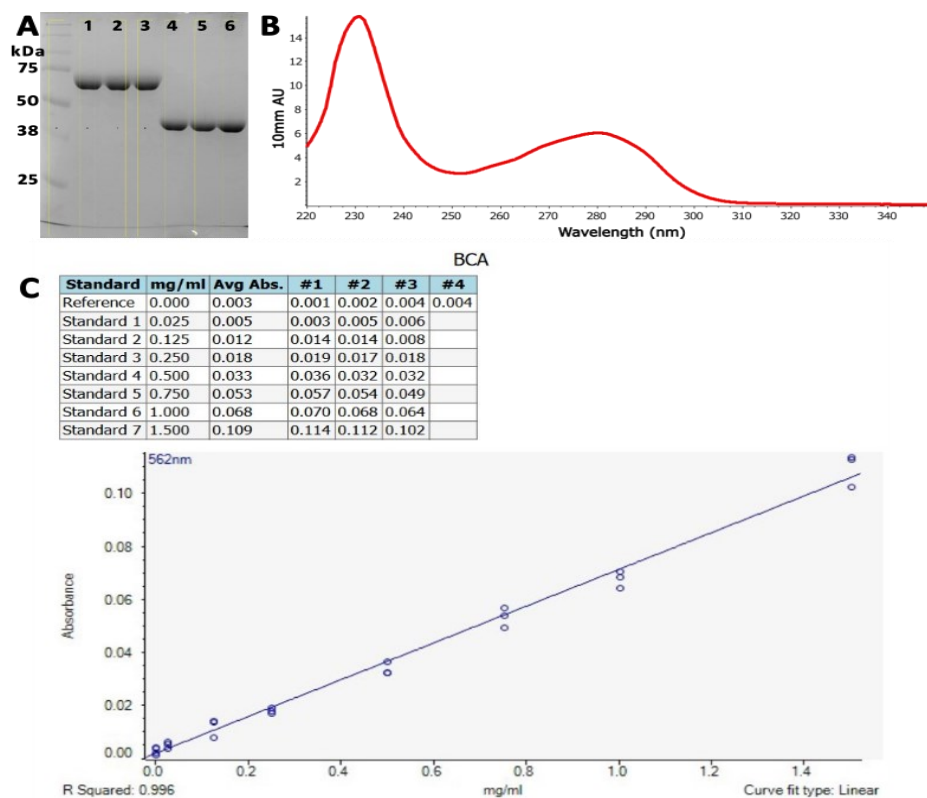 A
1 2 3 4 5 6
kDa
75
50
38
25
B
14
12
10
8
6
4
2
10mm AU
220 230 240 250 260 270 280 290 300 310 320 330 340
Wavelength (nm)
C
BCA
Standard mg/ml Avg Abs. #1 #2 #3 #4
Reference 0.000 0.003 0.001 0.002 0.004 0.004
Standard 1 0.025 0.005 0.003 0.005 0.006
Standard 2 0.125 0.012 0.014 0.014 0.008
Standard 3 0.250 0.018 0.019 0.017 0.018
Standard 4 0.500 0.033 0.036 0.032 0.032
Standard 5 0.750 0.053 0.057 0.054 0.049
Standard 6 1.000 0.068 0.070 0.068 0.064
Standard 7 1.500 0.109 0.114 0.112 0.102
562nm
0.10
0.08
0.06
0.04
0.02
0.00
Absorbance
0.0 0.2 0.4 0.6 0.8 1.0 1.2 1.4
R Squared: 0.996 mg/ml Curve fit type: Linear